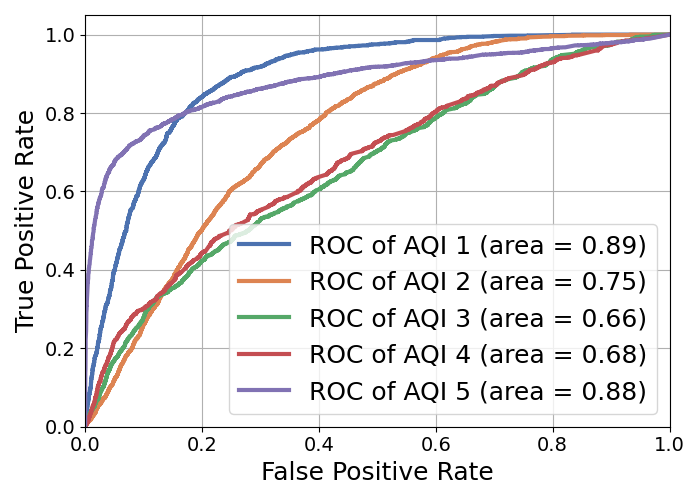 1.0
0.8
0.6
0.4
0.2
0.0
True Positive Rate
ROC of AQI 1 (area = 0.89)
ROC of AQI 2 (area = 0.75)
ROC of AQI 3 (area = 0.66)
ROC of AQI 4 (area = 0.68)
ROC of AQI 5 (area = 0.88)
0.0 0.2 0.4 0.6 0.8 1.0
False Positive Rate